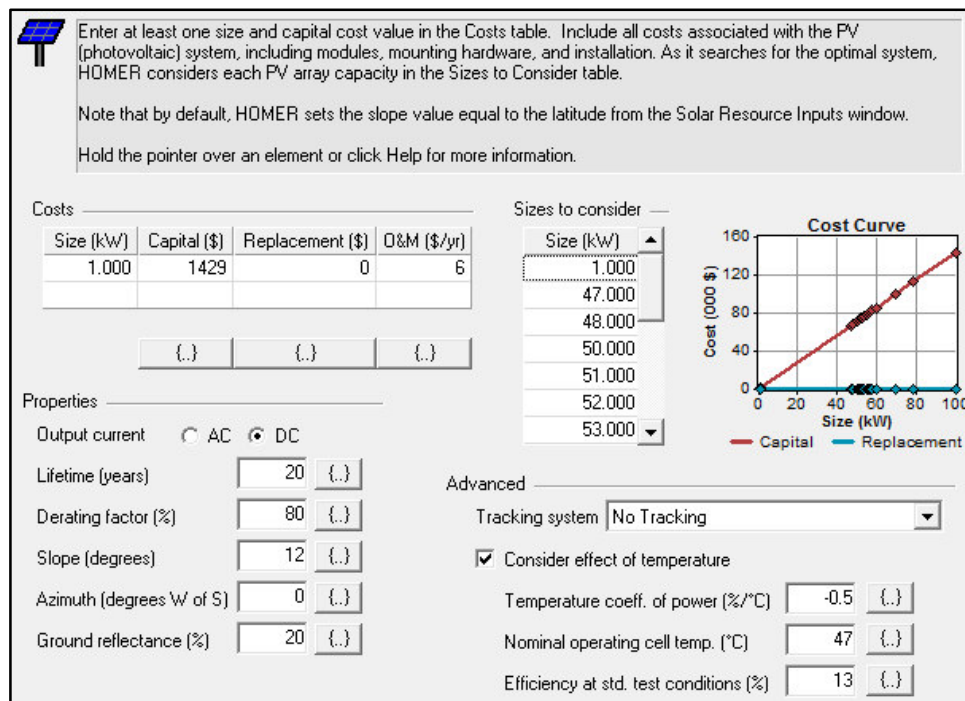 Enter at least one size and capital cost value in the Costs table. Include all costs associated with the PV
(photovoltaic) system, including modules, mounting hardware, and installation. As it searches for the optimal system,
HOMER considers each PV array capacity in the Sizes to Consider table.
Note that by default, HOMER sets the slope value equal to the latitude from the Solar Resource Inputs window.
Hold the pointer over an element or click Help for more information.
Costs
Size (kW) Capital ($) Replacement ($) O&M ($/yr)
1.000 1429 0 6
{..} {..} {..}
Sizes to consider
Size (kW)
1.000
47.000
48.000
50.000
51.000
52.000
53.000
Cost Curve
Cost (000 $)
160
120
80
40
0
0 20 40 60 80 100
Size (kW)
Capital Replacement
Properties
Output current AC DC
Lifetime (years) 20 {..}
Derating factor (%) 80 {..}
Slope (degrees) 12 {..}
Azimuth (degrees W of S) 0 {..}
Ground reflectance (%) 20 {..}
Advanced
Tracking system No Tracking
Consider effect of temperature
Temperature coeff. of power (%/°C) -0.5 {..}
Nominal operating cell temp. (°C) 47 {..}
Efficiency at std. test conditions (%) 13 {..}